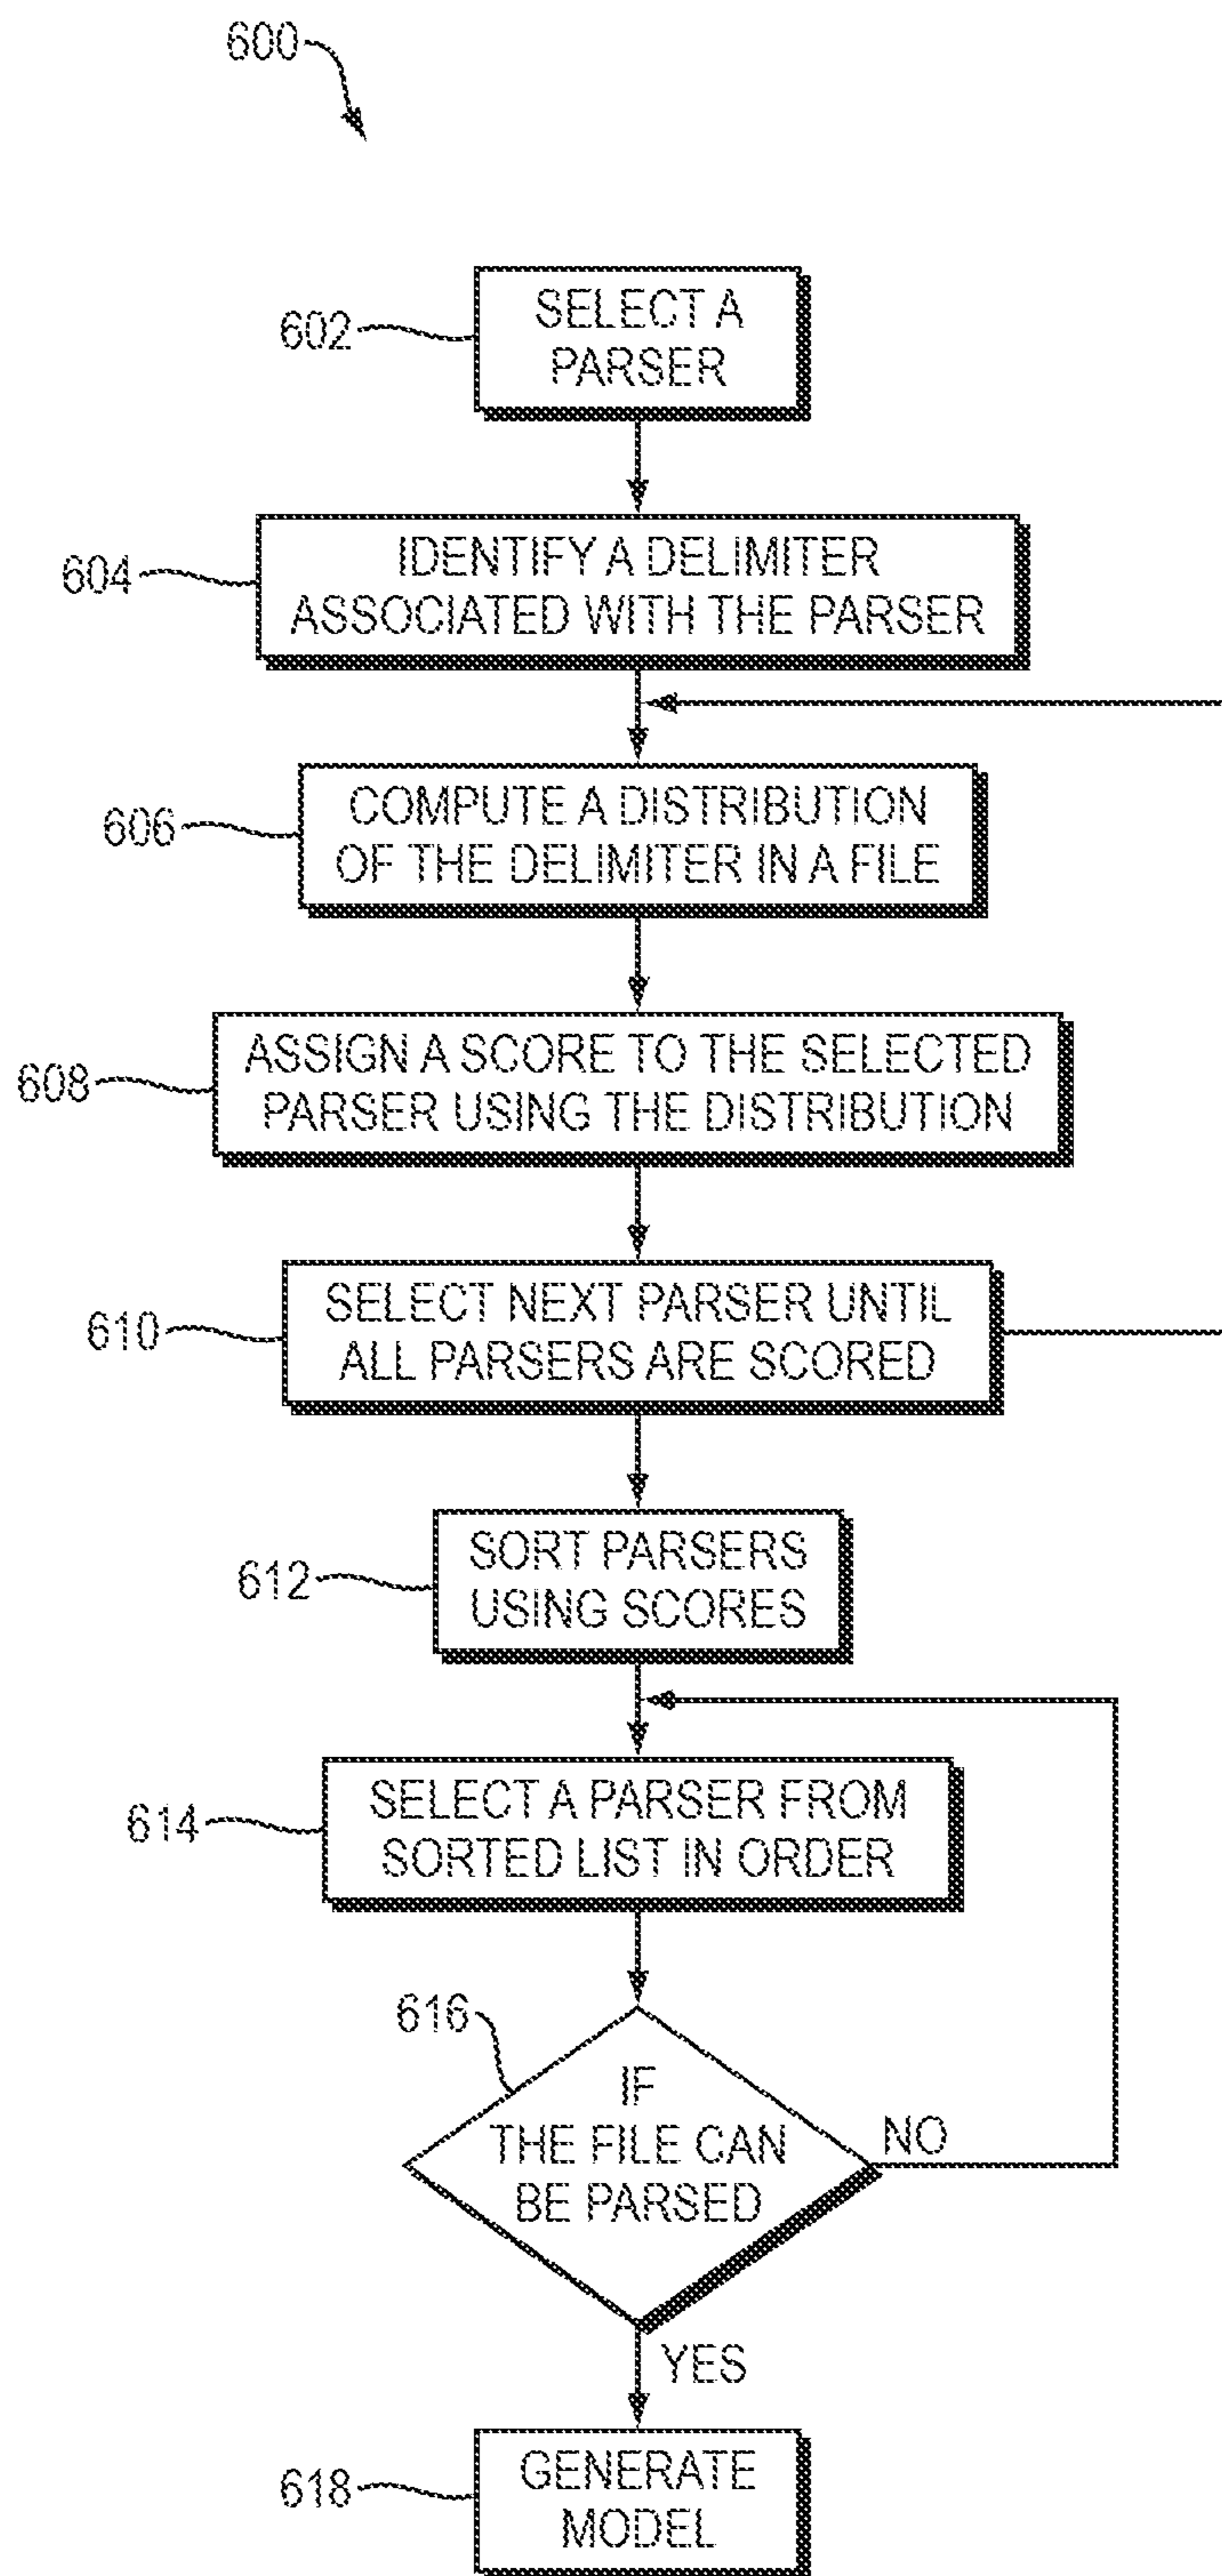 600
602
SELECT A
PARSER
604
IDENTIFY A DELIMITER
ASSOCIATED WITH THE PARSER
606
COMPUTE A DISTRIBUTION
OF THE DELIMITER IN A FILE
608
ASSIGN A SCORE TO THE SELECTED
PARSER USING THE DISTRIBUTION
610
SELECT NEXT PARSER UNTIL
ALL PARSERS ARE SCORED
612
SORT PARSERS
USING SCORES
614
SELECT A PARSER FROM
SORTED LIST IN ORDER
616
IF
THE FILE CAN
BE PARSED
NO
YES
618
GENERATE
MODEL